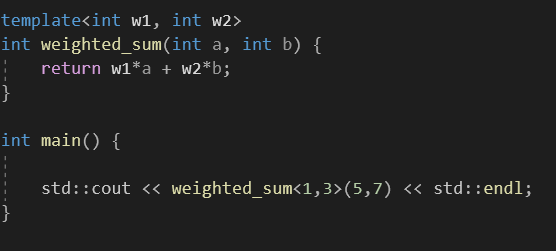 template<int w1, int w2>
int weighted_sum(int a, int b) {
    return w1*a + w2*b;
}
int main() {
    std::cout << weighted_sum<1,3>(5,7) << std::endl;
}